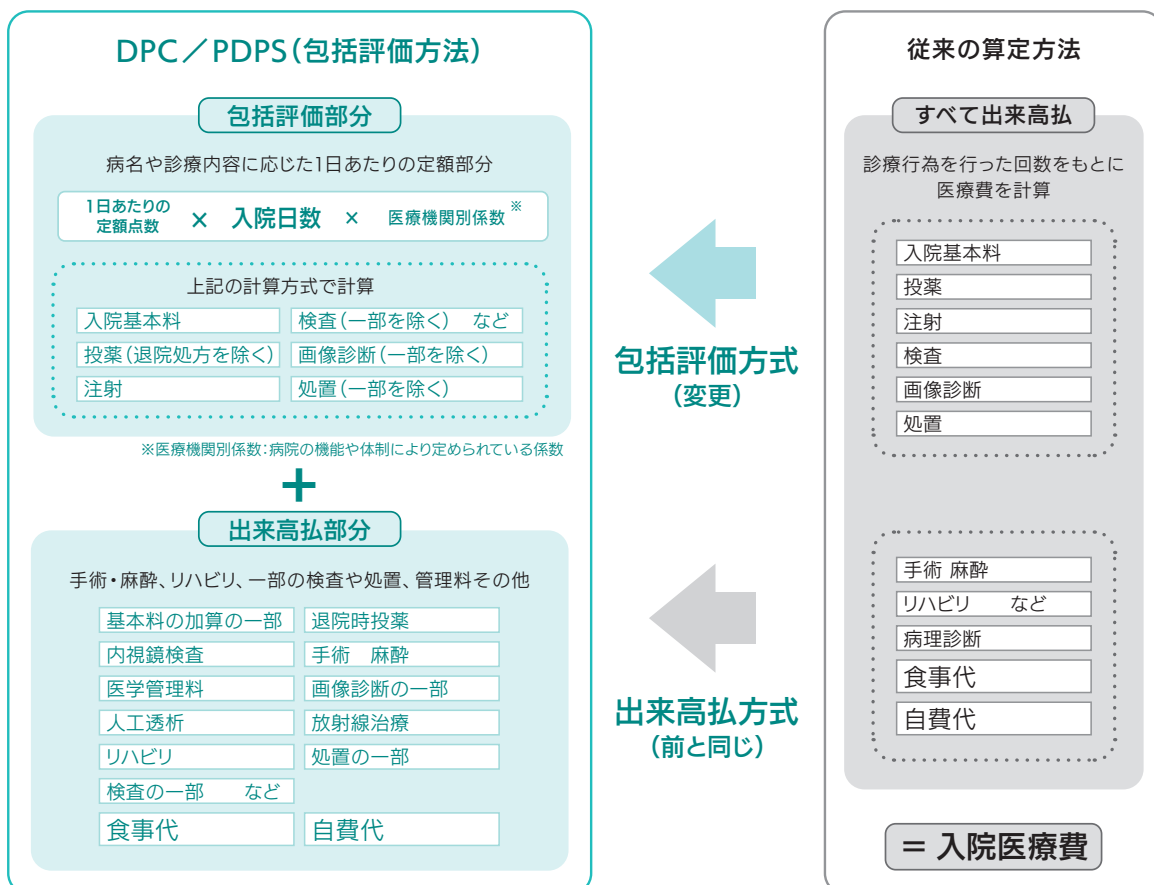 DPC／PDPS（包括評価方法）
包括評価部分
病名や診療内容に応じた1日あたりの定額部分
1日あたりの
定額点数
×
入院日数
×
医療機関別係数※
上記の計算方式で計算
入院基本料
検査（一部を除く）　など
投薬（退院処方を除く）
画像診断（一部を除く）
注射
処置（一部を除く）
※医療機関別係数：病院の機能や体制により定められている係数
＋
出来高払部分
手術・麻酔、リハビリ、一部の検査や処置、管理料その他
基本料の加算の一部
退院時投薬
内視鏡検査
手術　麻酔
医学管理料
画像診断の一部
人工透析
放射線治療
リハビリ
処置の一部
検査の一部　　など
食事代
自費代
包括評価方式
（変更）
出来高払方式
（前と同じ）
従来の算定方法
すべて出来高払
診療行為を行った回数をもとに
医療費を計算
入院基本料
投薬
注射
検査
画像診断
処置
手術 麻酔
リハビリ　　など
病理診断
食事代
自費代
＝ 入院医療費